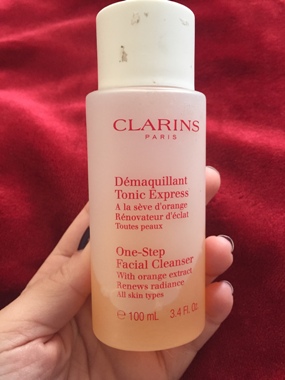 CLARINS
PARIS
Démaquillant
Tonic Express
A la sève d'orange
Rénovateur d'éclat
Toutes peaux
One-Step
Facial Cleanser
With orange extract
Renews radiance
All skin types
℮ 100 mL 3.4 Fl. Oz.